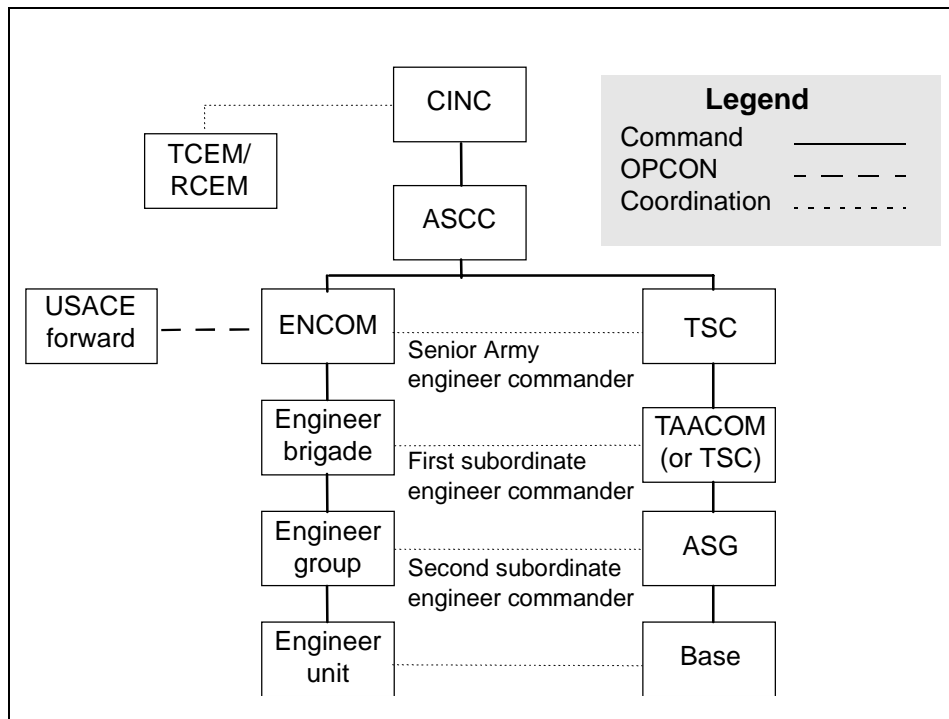 CINC
Legend
Command
OPCON
Coordination
TCEM/
RCEM
ASCC
USACE
forward
ENCOM
TSC
Senior Army
engineer commander
Engineer
brigade
TAACOM
(or TSC)
First subordinate
engineer commander
Engineer
group
ASG
Second subordinate
engineer commander
Engineer
unit
Base